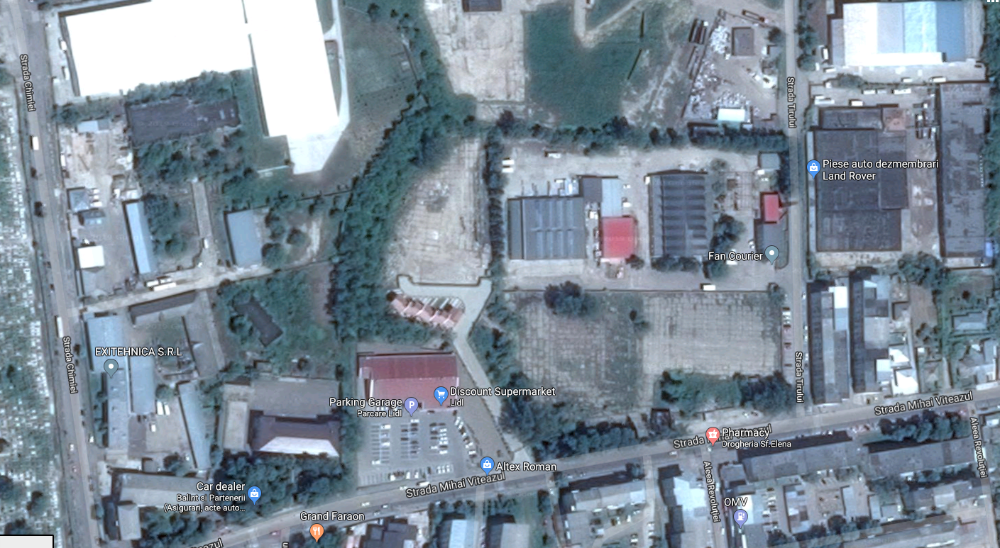 Strada Chimiei
Strada Tirului
Piese auto dezmembrari
Land Rover
Fan Courier
EXITEHNICA S.R.L
Strada Chimiei
Strada Tirului
Discount Supermarket
Lidl
Parking Garage
Parcare Lidl
P
Strada Mihai Viteazul
Aleea Revoluției
Pharmacy
Drogheria Sf.Elena
Strada
Altex Roman
Aleea Revoluției
Strada Mihai Viteazul
Car dealer
Balint si Partenerii
(Asigurari, acte auto...
OMV
Grand Faraon